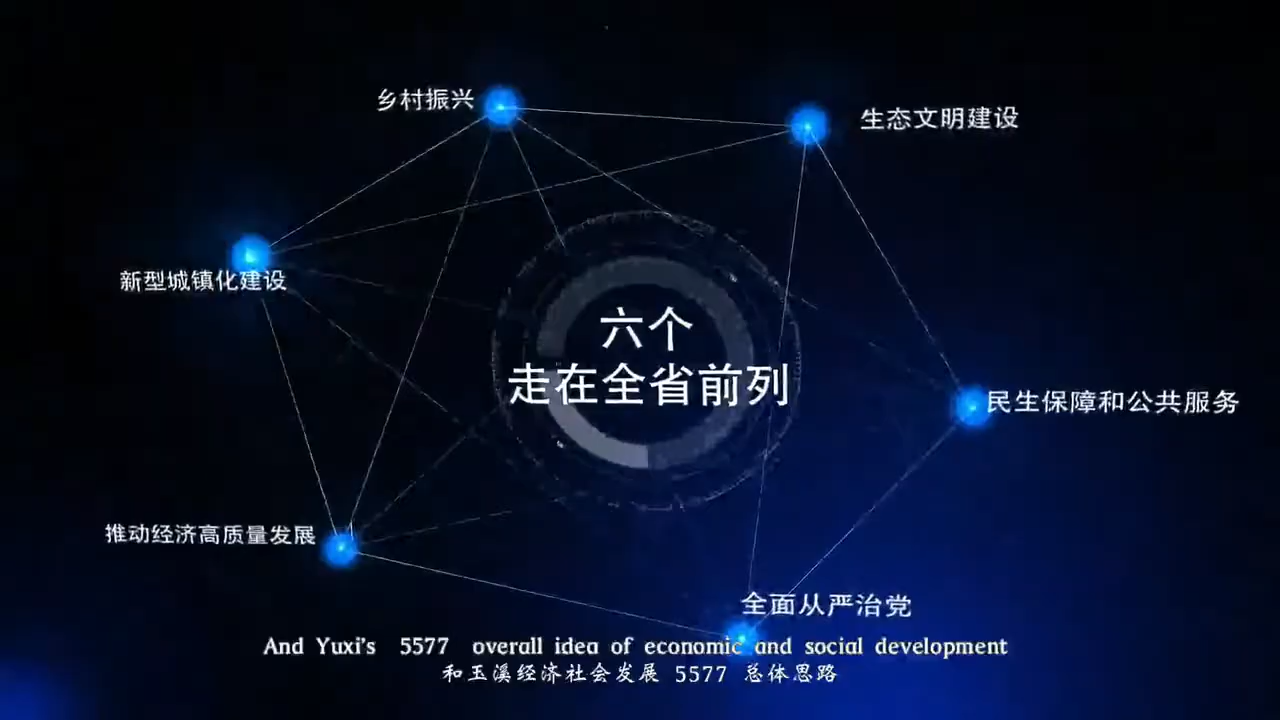 乡村振兴
生态文明建设
新型城镇化建设
六个
走在全省前列
民生保障和公共服务
推动经济高质量发展
全面从严治党
And Yuxi's 5577 overall idea of economic and social development
和玉溪经济社会发展 5577 总体思路